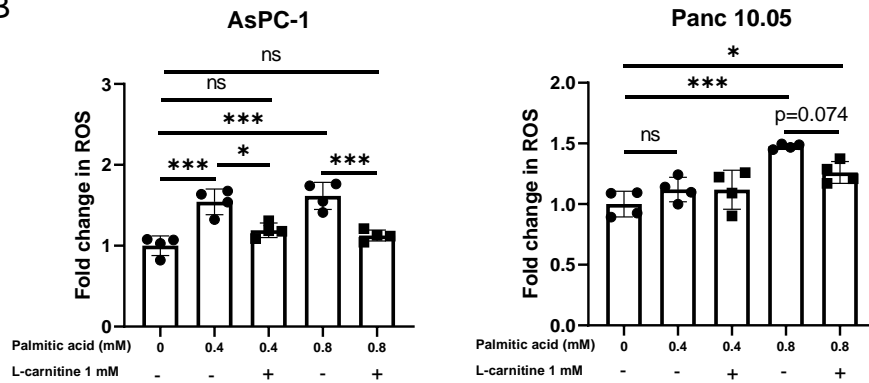 AsPC-1
ns
ns
***
***
*
***
Fold change in ROS
3
2
1
0
Palmitic acid (mM) 0 0.4 0.4 0.8 0.8
L-carnitine 1 mM - - + - +
Panc 10.05
*
***
p=0.074
ns
Fold change in ROS
2.0
1.5
1.0
0.5
0.0
Palmitic acid (mM) 0 0.4 0.4 0.8 0.8
L-carnitine 1 mM - - + - +